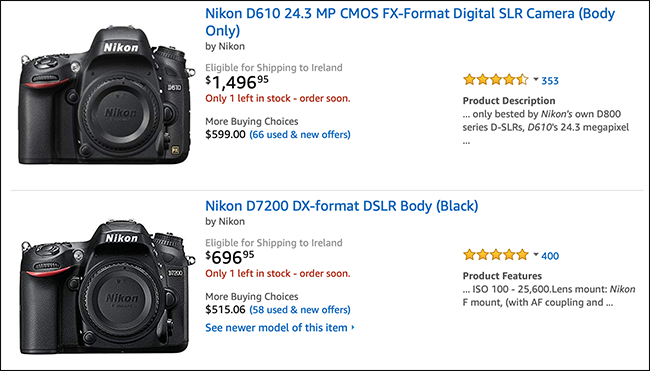 Nikon D610 24.3 MP CMOS FX-Format Digital SLR Camera (Body
Only)
by Nikon
Eligible for Shipping to Ireland
$1,49695
Only 1 left in stock - order soon.
More Buying Choices
$599.00 (66 used & new offers)
353
Product Description
... only bested by Nikon's own D800
series D-SLRs, D610's 24.3 megapixel
...
Nikon
D610
Nikon
FX
Nikon D7200 DX-format DSLR Body (Black)
by Nikon
Eligible for Shipping to Ireland
$69695
Only 1 left in stock - order soon.
More Buying Choices
$515.06 (58 used & new offers)
See newer model of this item ›
400
Product Features
... ISO 100 - 25,600.Lens mount: Nikon
F mount, (with AF coupling and ...
Nikon
D7200
Nikon